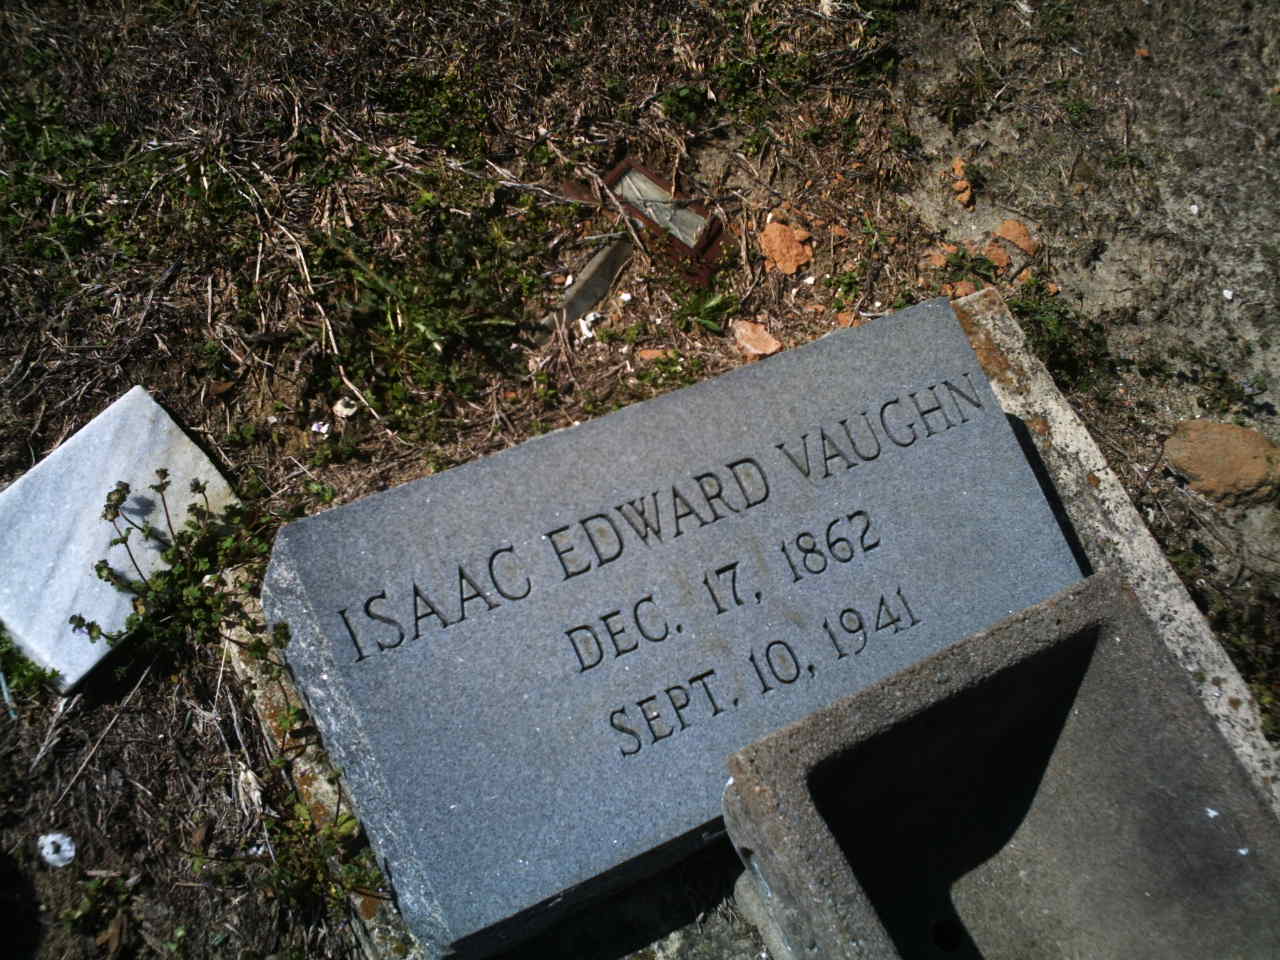 ISAAC EDWARD VAUGHN
DEC. 17, 1862
SEPT. 10, 1941